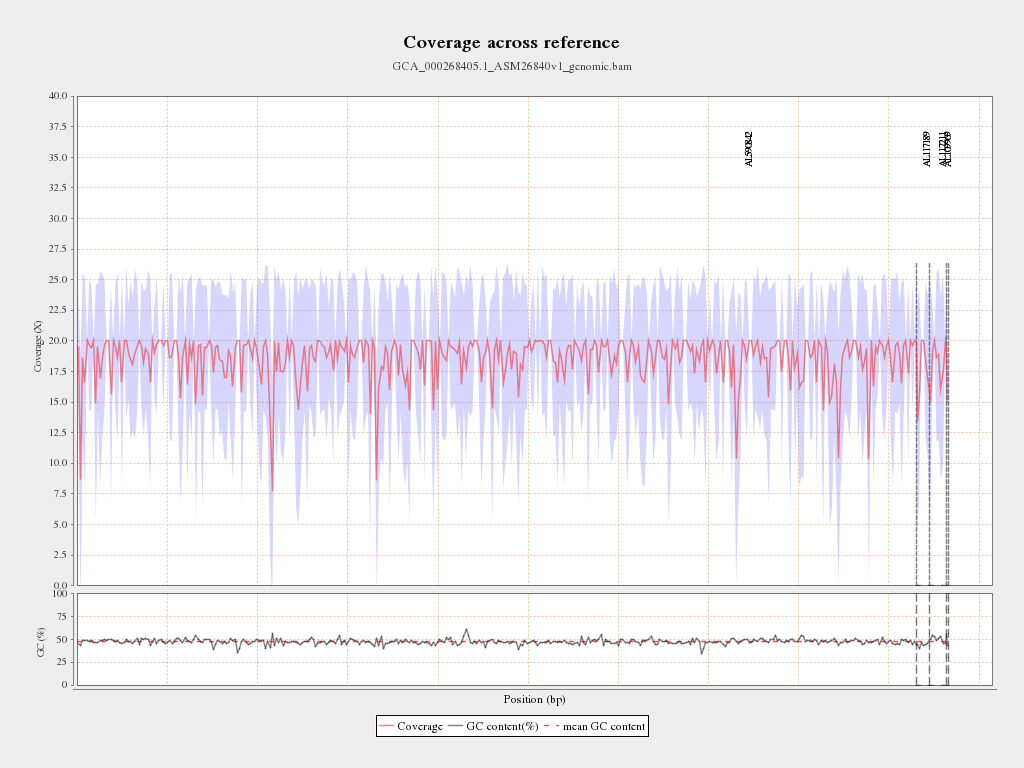 Coverage across reference
GCA_000268405.1_ASM26840v1_genomic.bam
40.0
37.5
35.0
32.5
30.0
27.5
25.0
22.5
20.0
17.5
15.0
12.5
10.0
7.5
5.0
2.5
0.0
Coverage (X)
AL590842
AL117189
AL117211
AL109969
100
75
50
25
0
GC (%)
Position (bp)
Coverage
GC content(%)
mean GC content